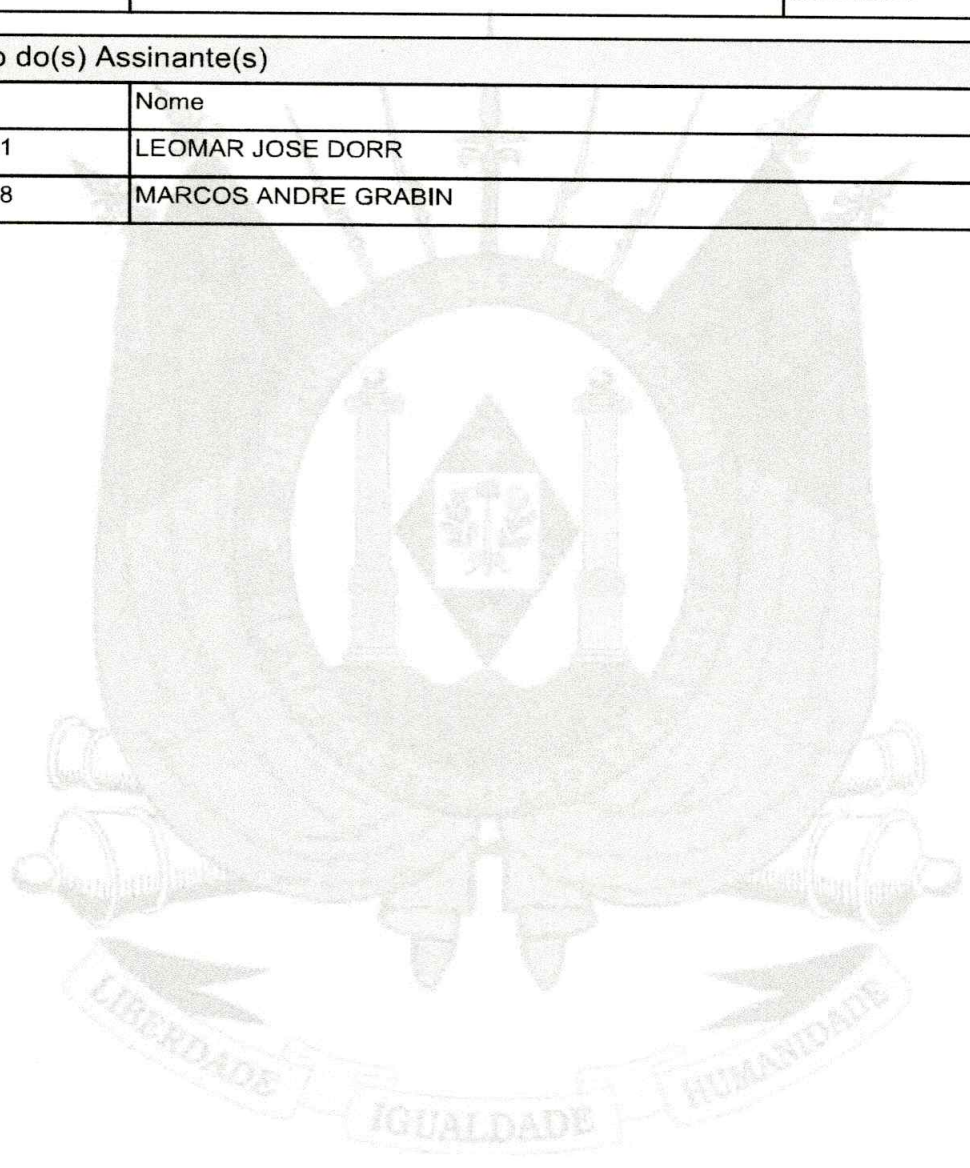 o do(s) Assinante(s)
Nome
1 LEOMAR JOSE DORR
8 MARCOS ANDRE GRABIN
LIBERDADE
IGUALDADE
HUMANIDADE